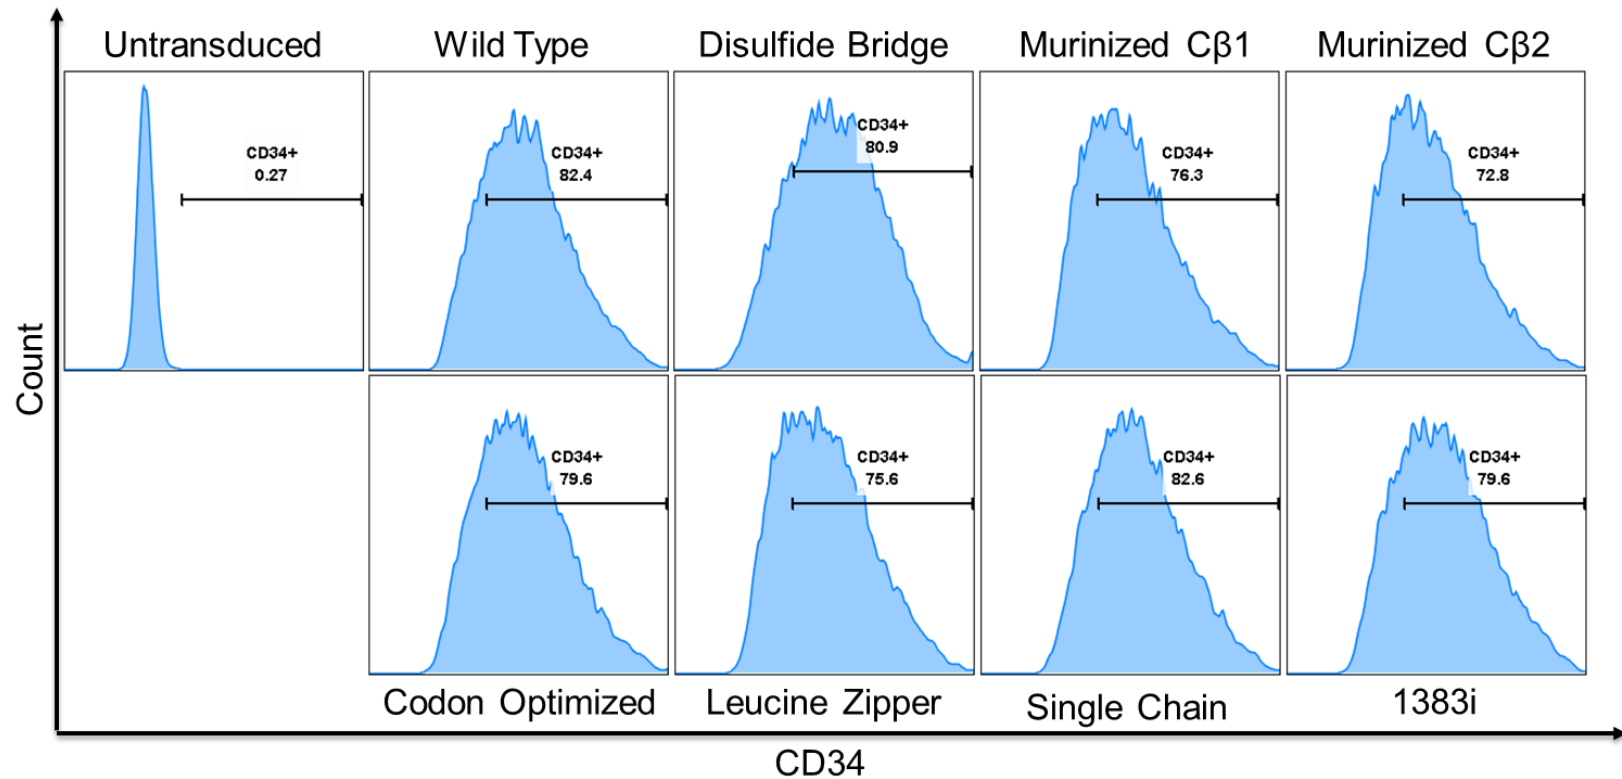 Untransduced
Wild Type
Disulfide Bridge
Murinized Cβ1
Murinized Cβ2
CD34+
0.27
CD34+
82.4
CD34+
80.9
CD34+
76.3
CD34+
72.8
Count
CD34+
79.6
CD34+
75.6
CD34+
82.6
CD34+
79.6
Codon Optimized
Leucine Zipper
Single Chain
1383i
CD34